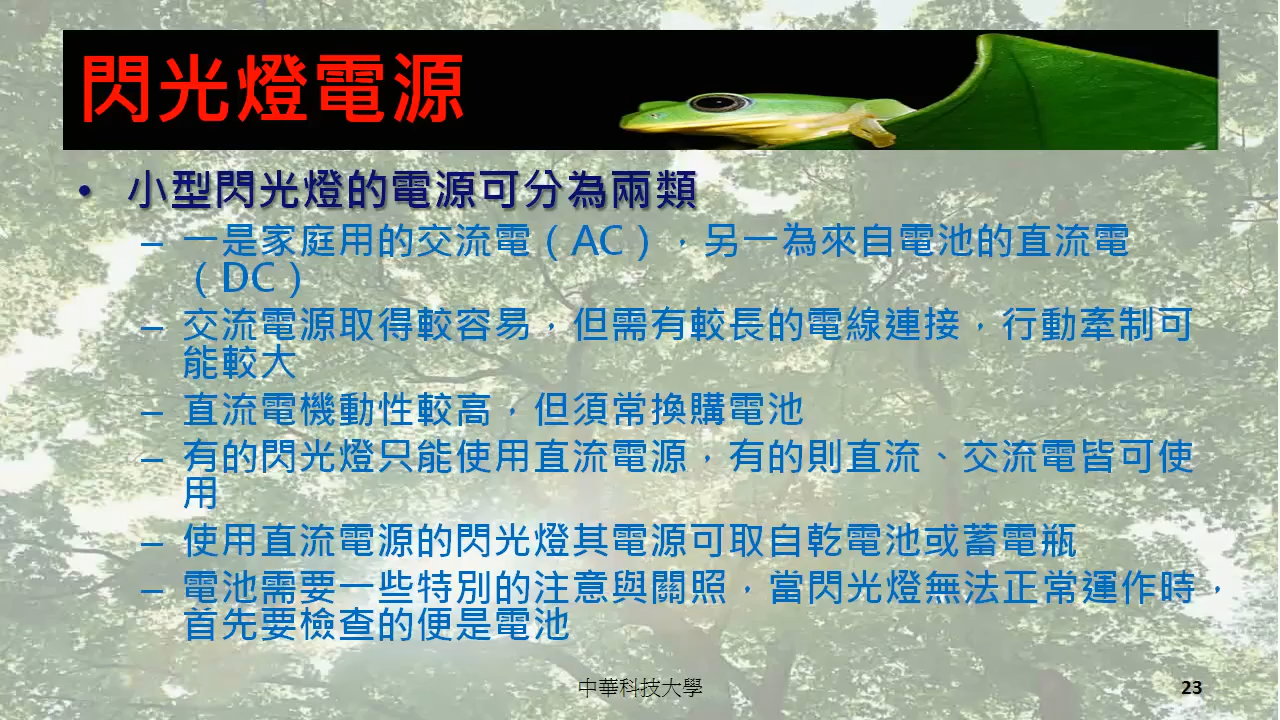 閃光燈電源
• 小型閃光燈的電源可分為兩類
– 一是家庭用的交流電（AC），另一為來自電池的直流電
（DC）
– 交流電源取得較容易，但需有較長的電線連接，行動牽制可
能較大
– 直流電機動性較高，但須常換購電池
– 有的閃光燈只能使用直流電源，有的則直流、交流電皆可使
用
– 使用直流電源的閃光燈其電源可取自乾電池或蓄電瓶
– 電池需要一些特別的注意與關照，當閃光燈無法正常運作時，
首先要檢查的便是電池
中華科技大學
23